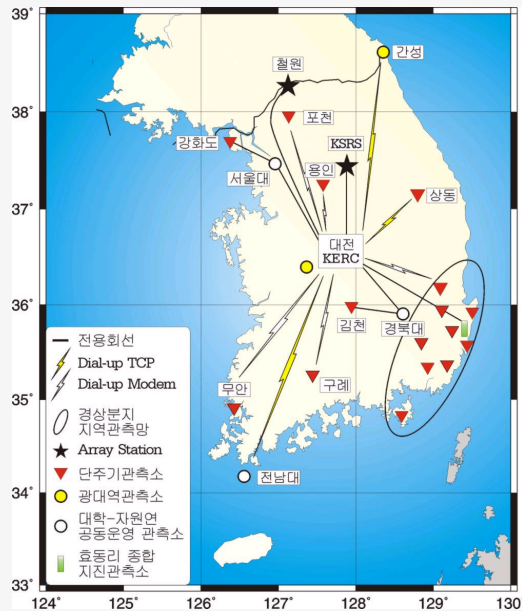 39°
38°
37°
36°
35°
34°
33°
124°
125°
126°
127°
128°
129°
130
간성
철원
포천
강화도
KSRS
서울대
용인
상동
대전
KERC
김천
경북대
무안
구례
전남대
전용회선
Dial-up TCP
Dial-up Modem
경상분지
지역관측망
Array Station
단주기관측소
광대역관측소
대학-자원연
공동운영 관측소
효동리 종합
지진관측소